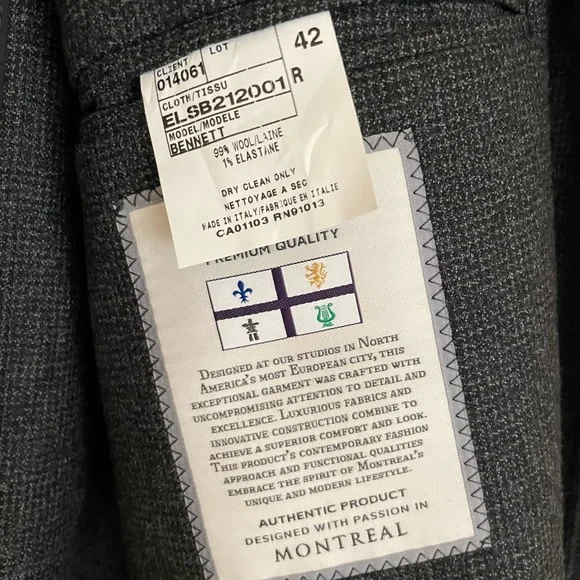 CLIENT LOT
014061
42
R
CLOTH/TISSU
ELSB212001
MODEL/MODELE
BENNETT
99% WOOL/LAINE
1% ELASTANE
DRY CLEAN ONLY
NETTOYAGE A SEC
MADE IN ITALY/FABRIQUE EN ITALIE
CA01103 RN91013
PREMIUM QUALITY
DESIGNED AT OUR STUDIOS IN NORTH
AMERICA'S MOST EUROPEAN CITY, THIS
EXCEPTIONAL GARMENT WAS CRAFTED WITH
UNCOMPROMISING ATTENTION TO DETAIL AND
EXCELLENCE. LUXURIOUS FABRICS AND
INNOVATIVE CONSTRUCTION COMBINE TO
ACHIEVE A SUPERIOR COMFORT AND LOOK.
THIS PRODUCT'S CONTEMPORARY FASHION
APPROACH AND FUNCTIONAL QUALITIES
EMBRACE THE SPIRIT OF MONTREAL'S
UNIQUE AND MODERN LIFESTYLE.
AUTHENTIC PRODUCT
DESIGNED WITH PASSION IN
MONTREAL